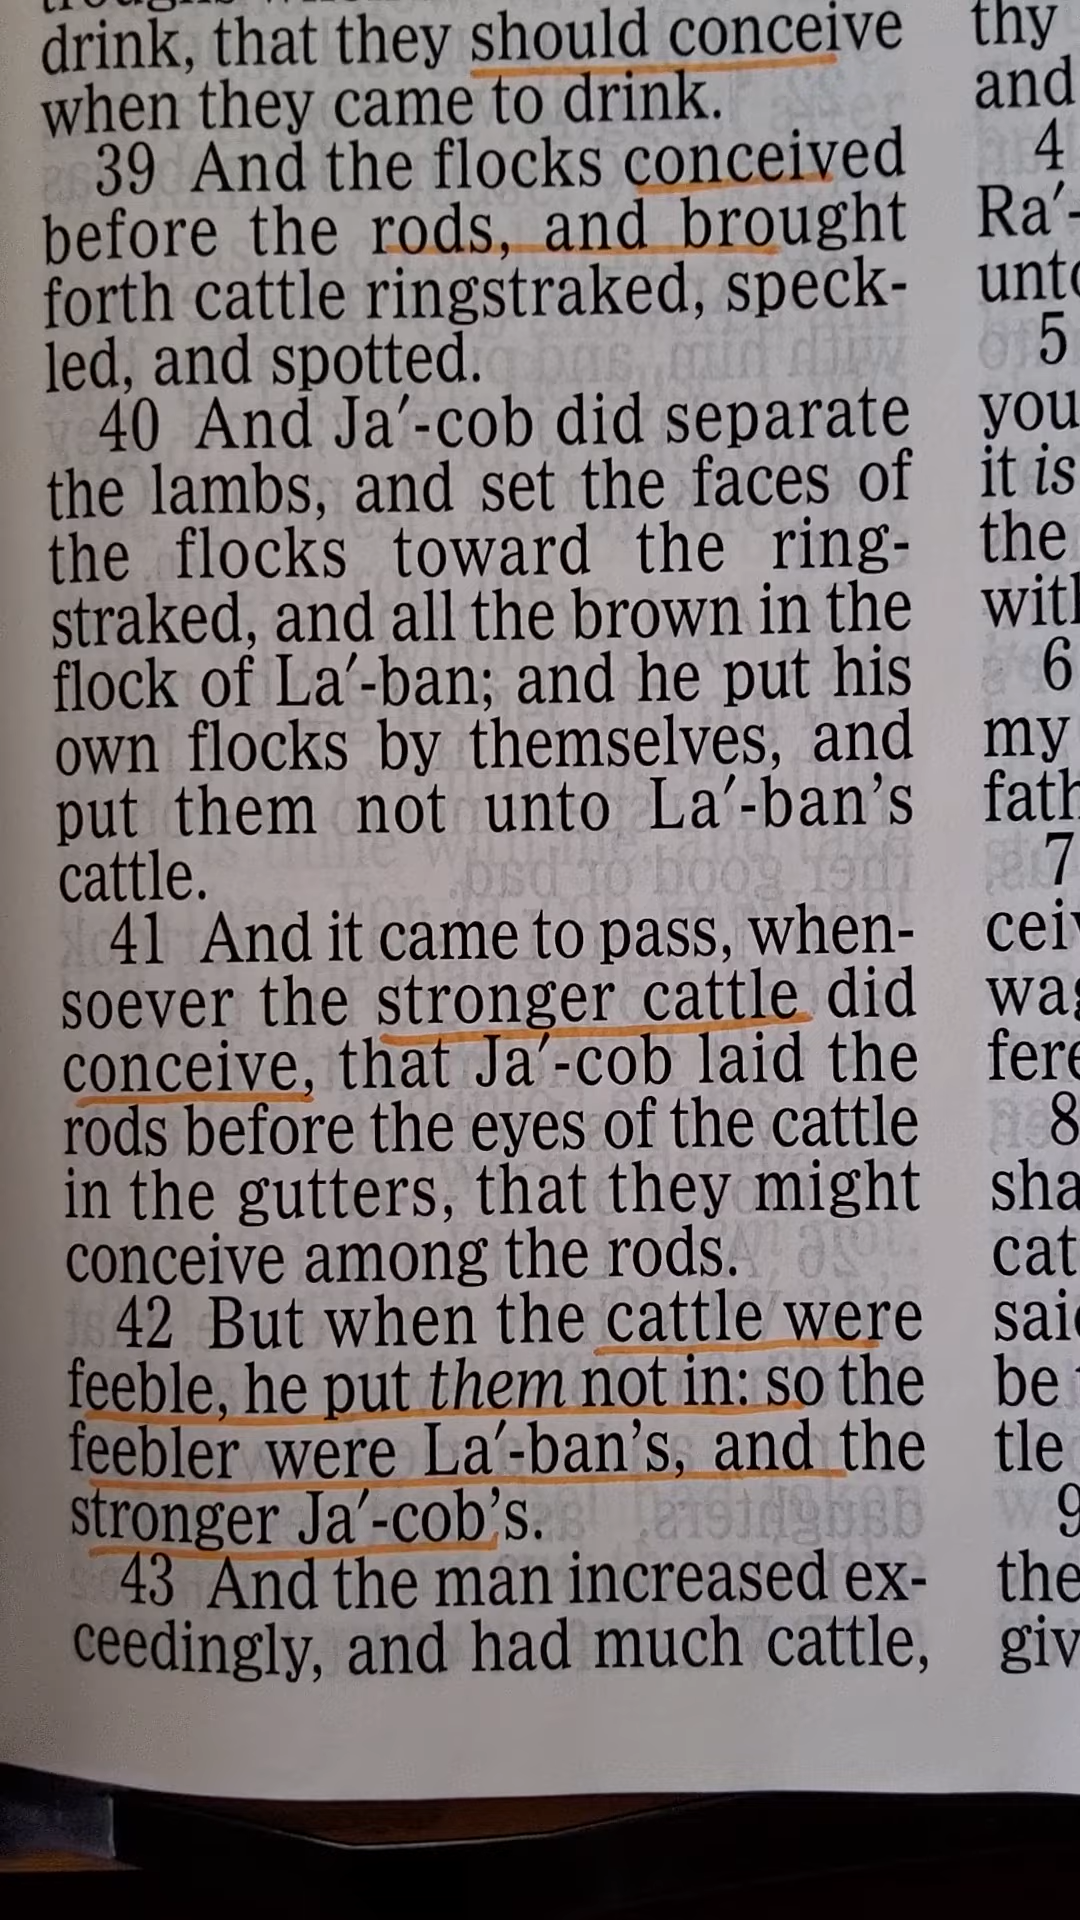 drink, that they should conceive
when they came to drink.
39 And the flocks conceived
before the rods, and brought
forth cattle ringstraked, speck-
led, and spotted.
40 And Ja′-cob did separate
the lambs, and set the faces of
the flocks toward the ring-
straked, and all the brown in the
flock of La′-ban; and he put his
own flocks by themselves, and
put them not unto La′-ban’s
cattle.
41 And it came to pass, when-
soever the stronger cattle did
conceive, that Ja′-cob laid the
rods before the eyes of the cattle
in the gutters, that they might
conceive among the rods.
42 But when the cattle were
feeble, he put them not in: so the
feebler were La′-ban’s, and the
stronger Ja′-cob’s.
43 And the man increased ex-
ceedingly, and had much cattle,
thy
and
4
Ra′-
5
you
it is
the
6
my
7
8
be
tle
9
the